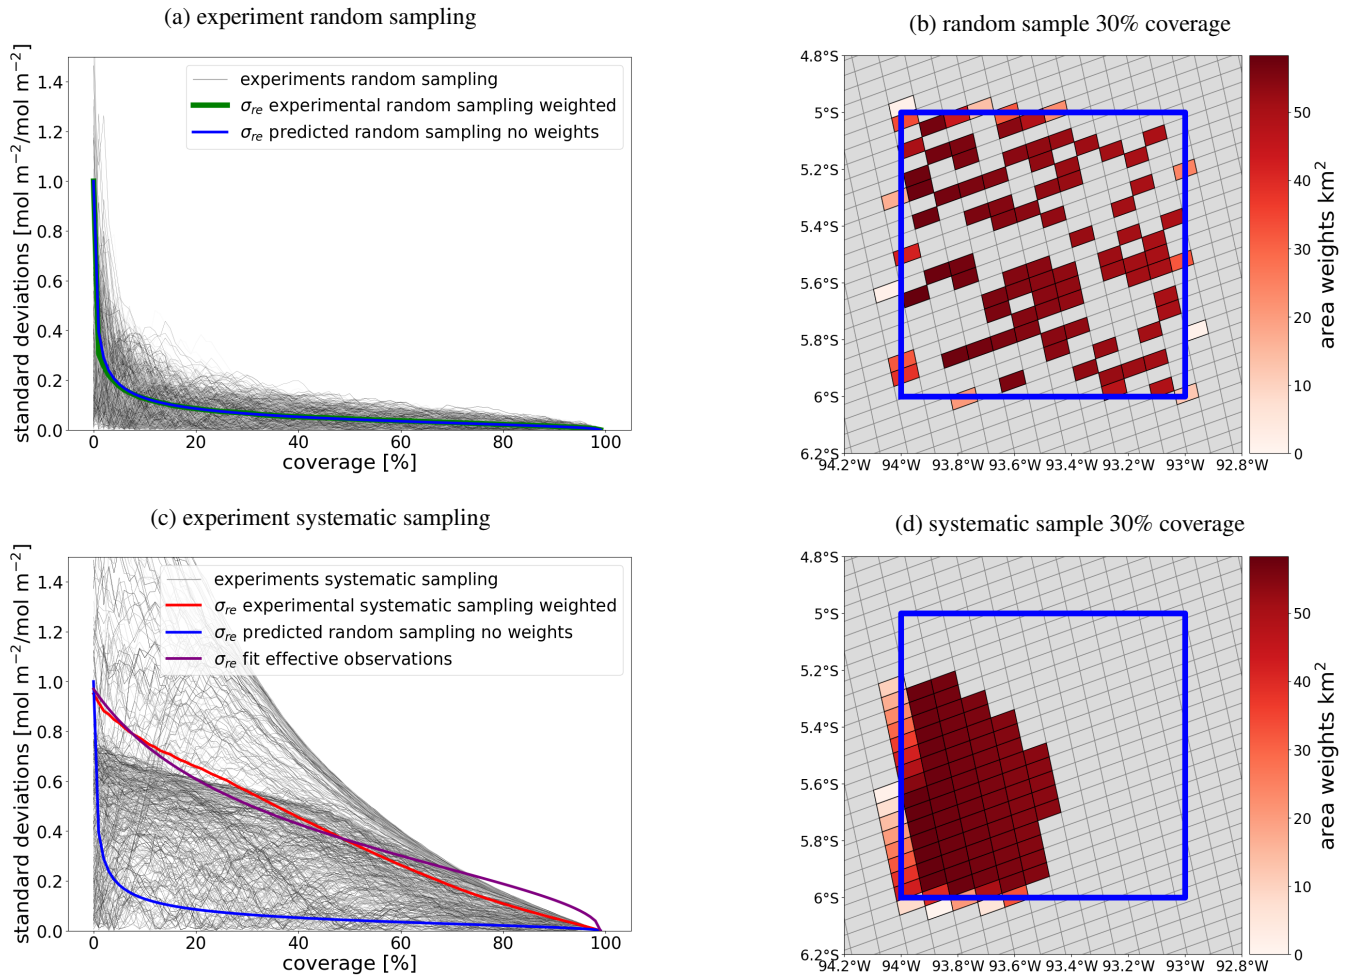 (a) experiment random sampling
standard deviations [mol m−2/mol m−2]
1.4
1.2
1.0
0.8
0.6
0.4
0.2
0.0
experiments random sampling
σre experimental random sampling weighted
σre predicted random sampling no weights
0 20 40 60 80 100
coverage [%]
(b) random sample 30% coverage
4.8°S
5°S
5.2°S
5.4°S
5.6°S
5.8°S
6°S
6.2°S
94.2°W 94°W 93.8°W 93.6°W 93.4°W 93.2°W 93°W 92.8°W
50
40
30
20
10
0
area weights km2
(c) experiment systematic sampling
standard deviations [mol m−2/mol m−2]
1.4
1.2
1.0
0.8
0.6
0.4
0.2
0.0
experiments systematic sampling
σre experimental systematic sampling weighted
σre predicted random sampling no weights
σre fit effective observations
0 20 40 60 80 100
coverage [%]
(d) systematic sample 30% coverage
4.8°S
5°S
5.2°S
5.4°S
5.6°S
5.8°S
6°S
6.2°S
94.2°W 94°W 93.8°W 93.6°W 93.4°W 93.2°W 93°W 92.8°W
50
40
30
20
10
0
area weights km2